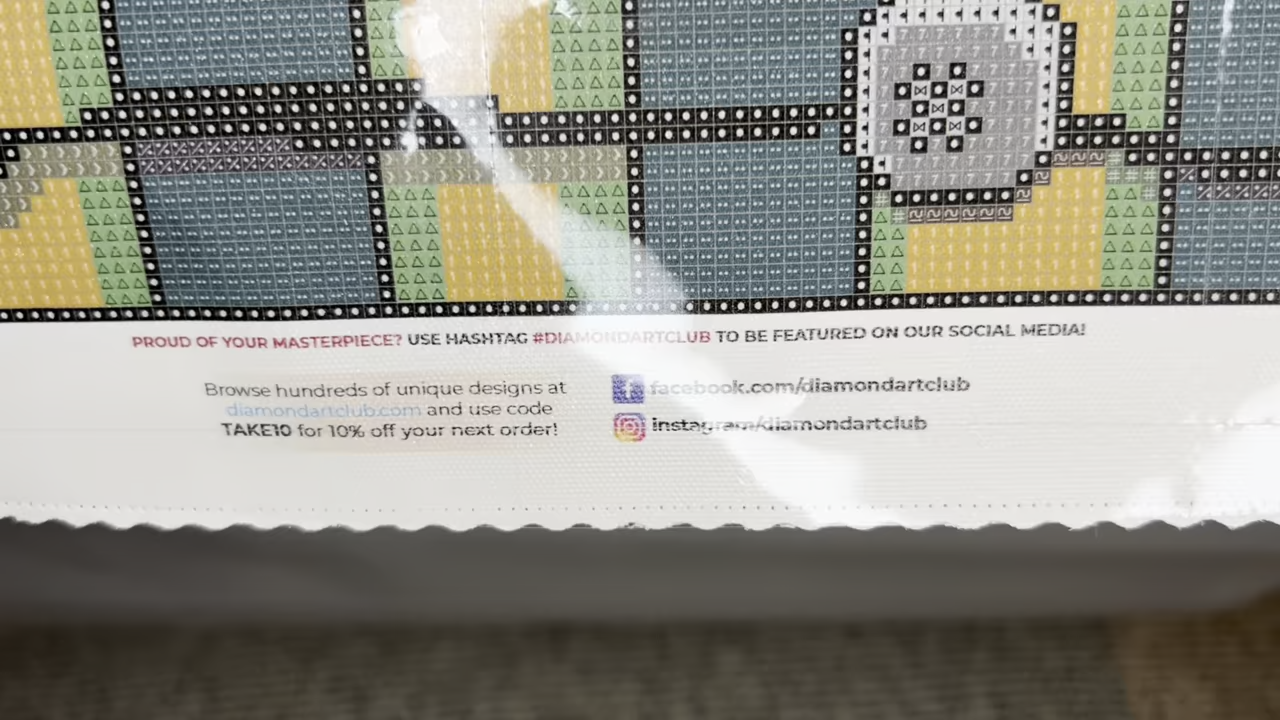 PROUD OF YOUR MASTERPIECE? USE HASHTAG #DIAMONDARTCLUB TO BE FEATURED ON OUR SOCIAL MEDIA!
Browse hundreds of unique designs at
diamondartclub.com and use code
TAKE10 for 10% off your next order!
facebook.com/diamondartclub
instagram/diamondartclub